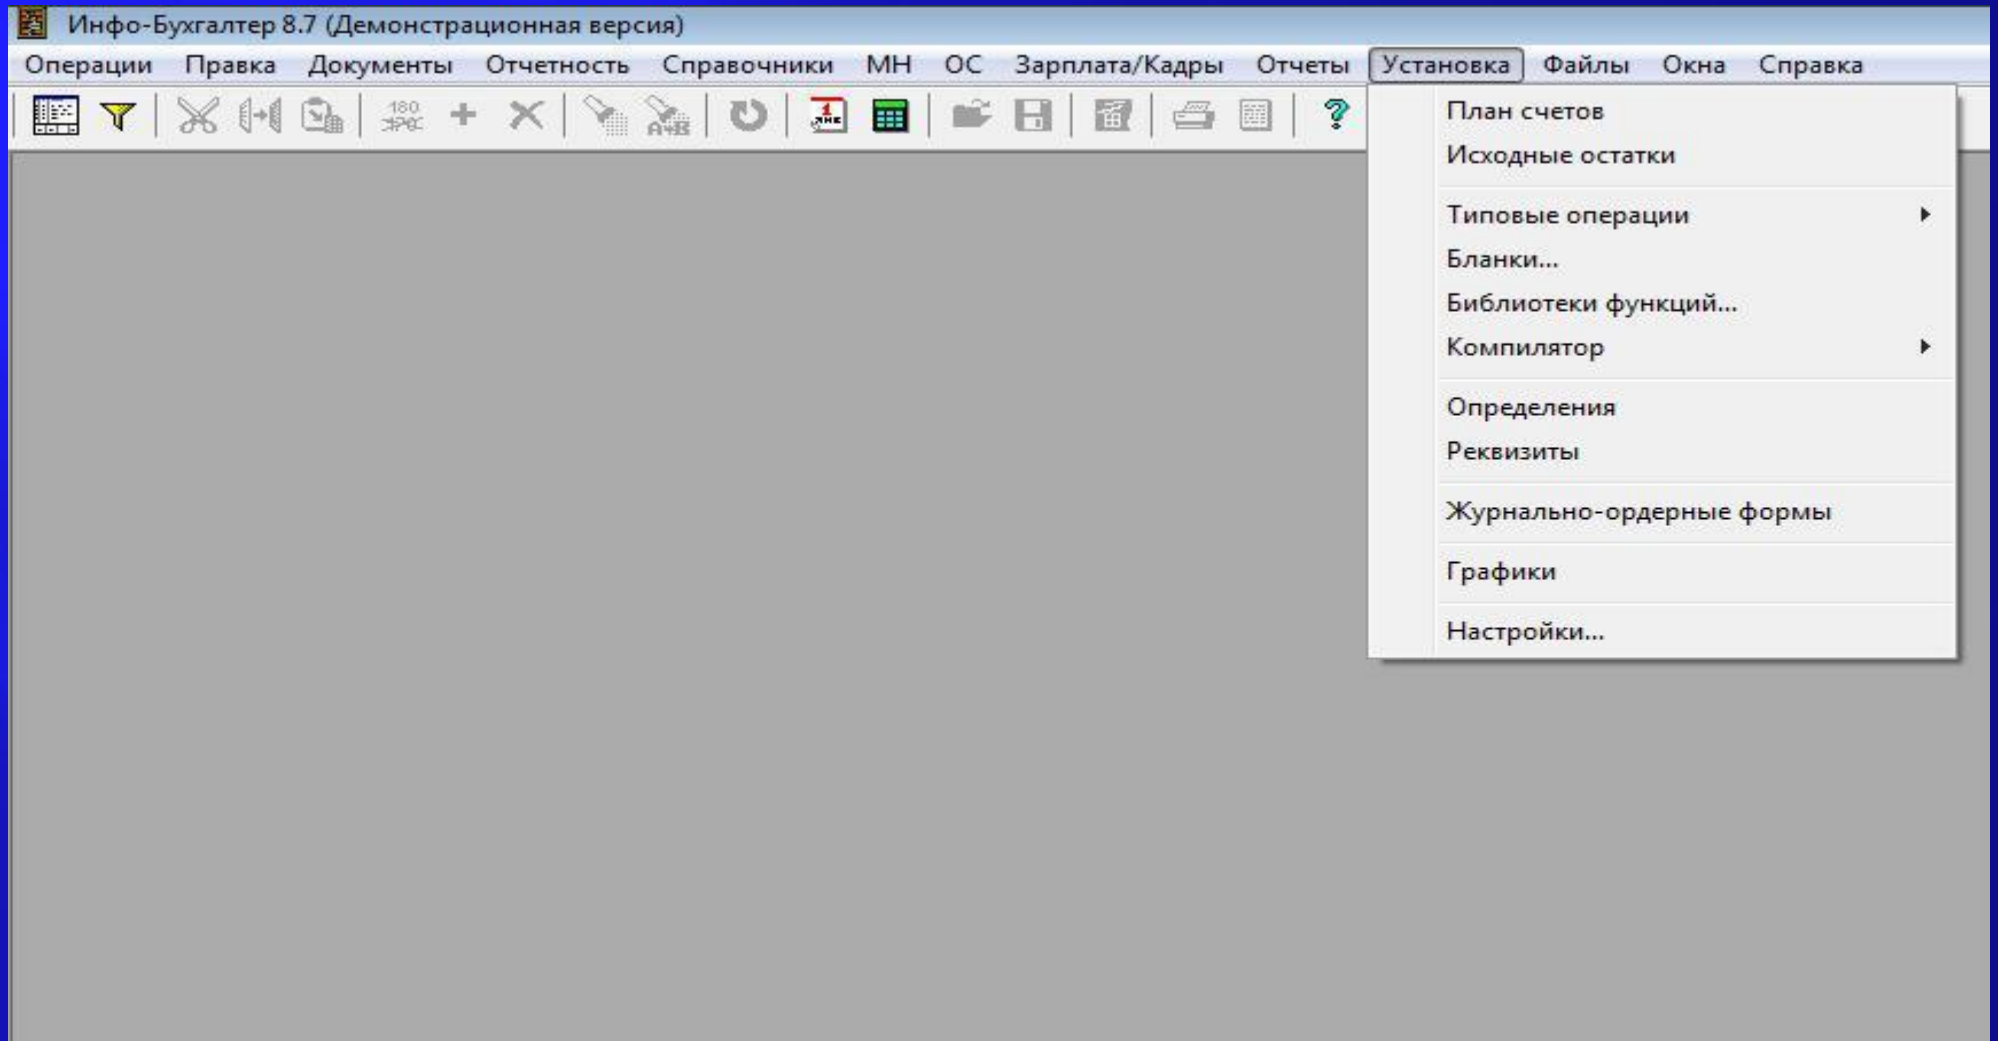 Инфо-Бухгалтер 8.7 (Демонстрационная версия)
Операции Правка Документы Отчетность Справочники МН ОС Зарплата/Кадры Отчеты Установка Файлы Окна Справка
План счетов
Исходные остатки
Типовые операции
Бланки...
Библиотеки функций...
Компилятор
Определения
Реквизиты
Журнально-ордерные формы
Графики
Настройки...